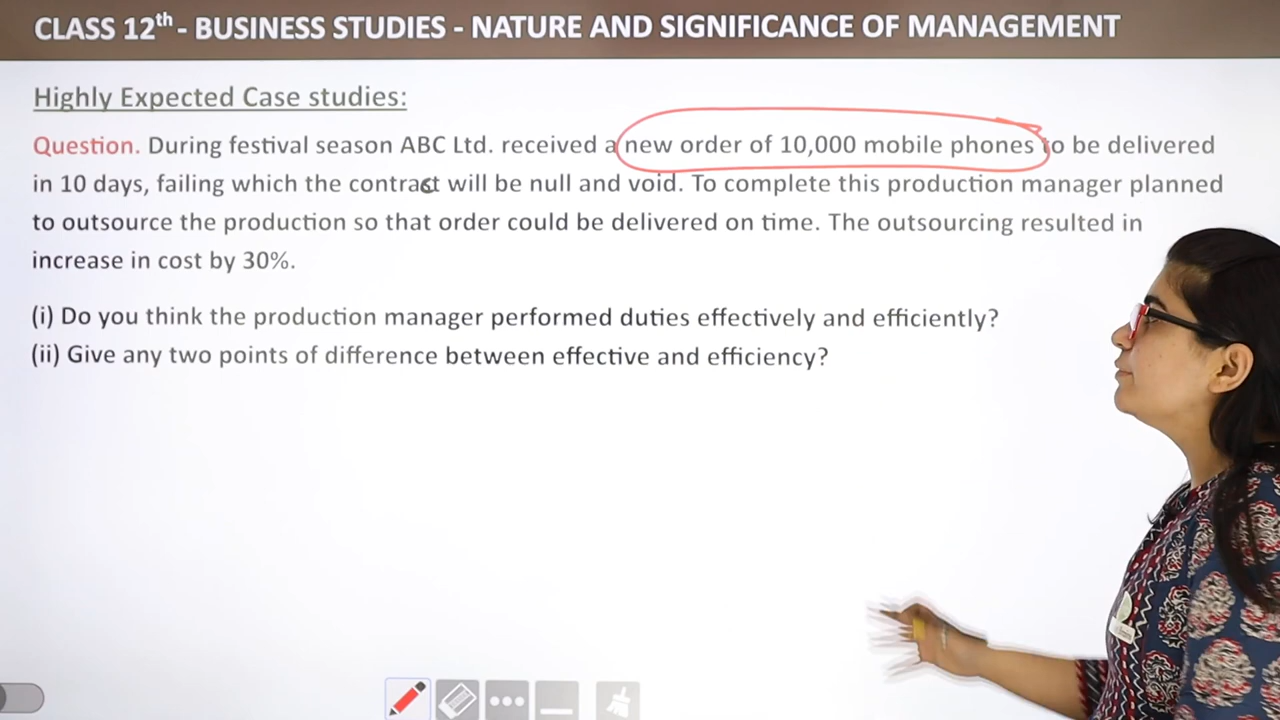 CLASS 12th - BUSINESS STUDIES - NATURE AND SIGNIFICANCE OF MANAGEMENT
Highly Expected Case studies:
Question. During festival season ABC Ltd. received a new order of 10,000 mobile phones to be delivered
in 10 days, failing which the contract will be null and void. To complete this production manager planned
to outsource the production so that order could be delivered on time. The outsourcing resulted in
increase in cost by 30%.
(i) Do you think the production manager performed duties effectively and efficiently?
(ii) Give any two points of difference between effective and efficiency?